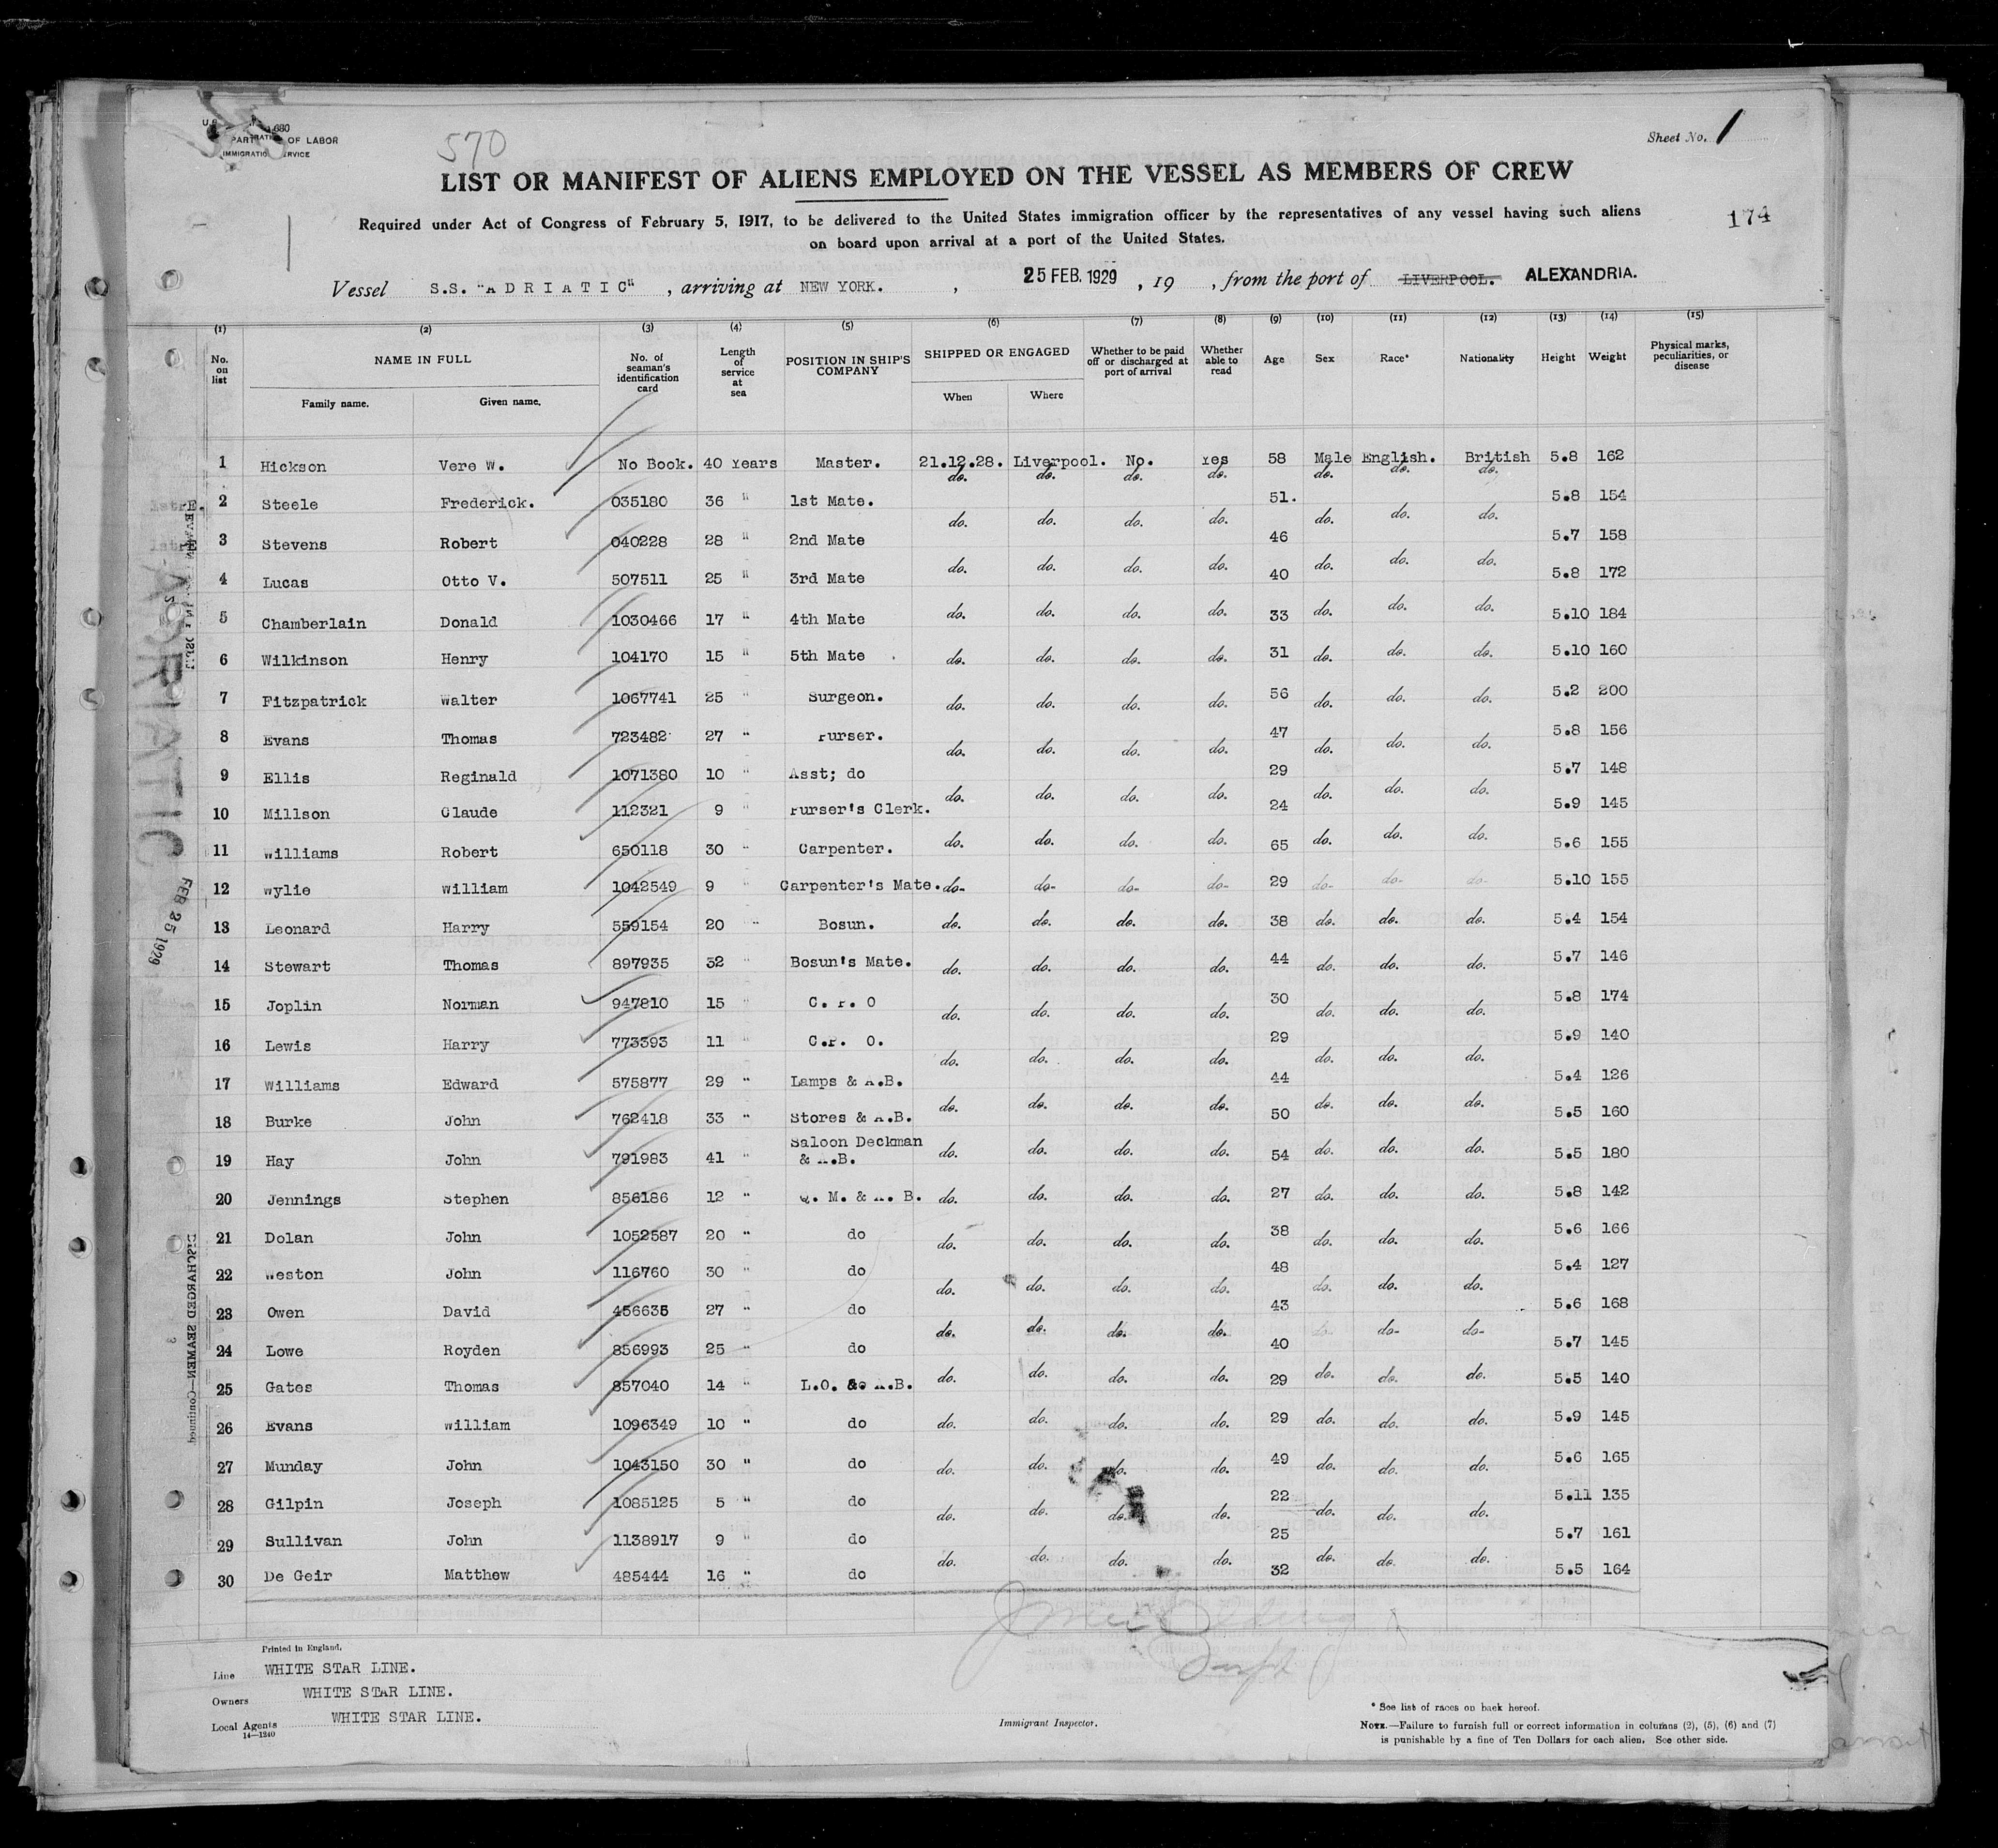 570
OF LABOR
Sheet No. 1
LIST OR MANIFEST OF ALIENS EMPLOYED ON THE VESSEL AS MEMBERS OF CREW
Required under Act of Congress of February 5, 1917, to be delivered to the United States immigration officer by the representatives of any vessel having such aliens
on board upon arrival at a port of the United States.
174
Vessel S.S. "ADRIATIC", arriving at NEW YORK. , 25 FEB. 1929 , 19 , from the port of LIVERPOOL. ALEXANDRIA.
(1) (2) (3) (4) (5) (6) (7) (8) (9) (10) (11) (12) (13) (14) (15)
No. on list NAME IN FULL No. of seaman's identification card Length of service at sea POSITION IN SHIP'S COMPANY SHIPPED OR ENGAGED Whether to be paid off or discharged at port of arrival Whether able to read Age Sex Race* Nationality Height Weight Physical marks, peculiarities, or disease
Family name. Given name. When Where
1 Hickson Vere W. No Book. 40 Years Master. 21.12.28. Liverpool. No. Yes 58 Male English. British 5.8 162
2 Steele Frederick. 035180 36 " 1st Mate. do. do. do. do. 51. do. do. do. 5.8 154
3 Stevens Robert 040228 28 " 2nd Mate do. do. do. do. 46 do. do. do. 5.7 158
4 Lucas Otto V. 507511 25 " 3rd Mate do. do. do. do. 40 do. do. do. 5.8 172
5 Chamberlain Donald 1030466 17 " 4th Mate do. do. do. do. 33 do. do. do. 5.10 184
6 Wilkinson Henry 104170 15 " 5th Mate do. do. do. do. 31 do. do. do. 5.10 160
7 Fitzpatrick Walter 1067741 25 " Surgeon. do. do. do. do. 56 do. do. do. 5.2 200
8 Evans Thomas 723482 27 " Purser. do. do. do. do. 47 do. do. do. 5.8 156
9 Ellis Reginald 1071380 10 " Asst; do do. do. do. do. 29 do. do. do. 5.7 148
10 Millson Claude 112321 9 " Purser's Clerk. do. do. do. do. 24 do. do. do. 5.9 145
11 Williams Robert 650118 30 " Carpenter. do. do. do. do. 65 do. do. do. 5.6 155
12 Wylie William 1042549 9 " Carpenter's Mate. do- do- do- do- 29 do- do- do- 5.10 155
13 Leonard Harry 559154 20 " Bosun. do. do. do. do. 38 do. do. do. 5.4 154
14 Stewart Thomas 897935 32 " Bosun's Mate. do. do. do. do. 44 do. do. do. 5.7 146
15 Joplin Norman 947810 15 " C. P. O do. do. do. do. 30 do. do. do. 5.8 174
16 Lewis Harry 773393 11 " C.P. O. do. do. do. do. 29 do. do. do. 5.9 140
17 Williams Edward 575877 29 " Lamps & A.B. do. do. do. do. 44 do. do. do. 5.4 126
18 Burke John 762418 33 " Stores & A.B. do. do. do. do. 50 do. do. do. 5.5 160
19 Hay John 791983 41 " Saloon Deckman & A.B. do. do. do. do. 54 do. do. do. 5.5 180
20 Jennings Stephen 856186 12 " Q. M. & A. B. do. do. do. do. 27 do. do. do. 5.8 142
21 Dolan John 1052587 20 " do do. do. do. do. 38 do. do. do. 5.6 166
22 Weston John 116760 30 " do do. do. do. do. 48 do. do. do. 5.4 127
23 Owen David 456635 27 " do do. do. do. do. 43 do- do- do- 5.6 168
24 Lowe Royden 856993 25 " do do. do. do. do. 40 do. do. do. 5.7 145
25 Gates Thomas 857040 14 " L.O. & A.B. do. do. do. do. 29 do. do. do. 5.5 140
26 Evans William 1096349 10 " do do. do. do. do. 29 do. do. do. 5.9 145
27 Munday John 1043150 30 " do do. do. do. do. 49 do. do. do. 5.6 165
28 Gilpin Joseph 1085125 5 " do do. do. do. do. 22 do. do. do. 5.11 135
29 Sullivan John 1138917 9 " do do. do. do. do. 25 do. do. do. 5.7 161
30 De Geir Matthew 485444 16 " do 32 5.5 164
ADRIATIC
FEB 25 1929
DISCHARGED SEAMEN—Continued
Printed in England.
Line WHITE STAR LINE.
Owners WHITE STAR LINE.
Local Agents WHITE STAR LINE.
14—1240
Immigrant Inspector.
* See list of races on back hereof.
NOTE.—Failure to furnish full or correct information in columns (2), (5), (6) and (7)
is punishable by a fine of Ten Dollars for each alien. See other side.